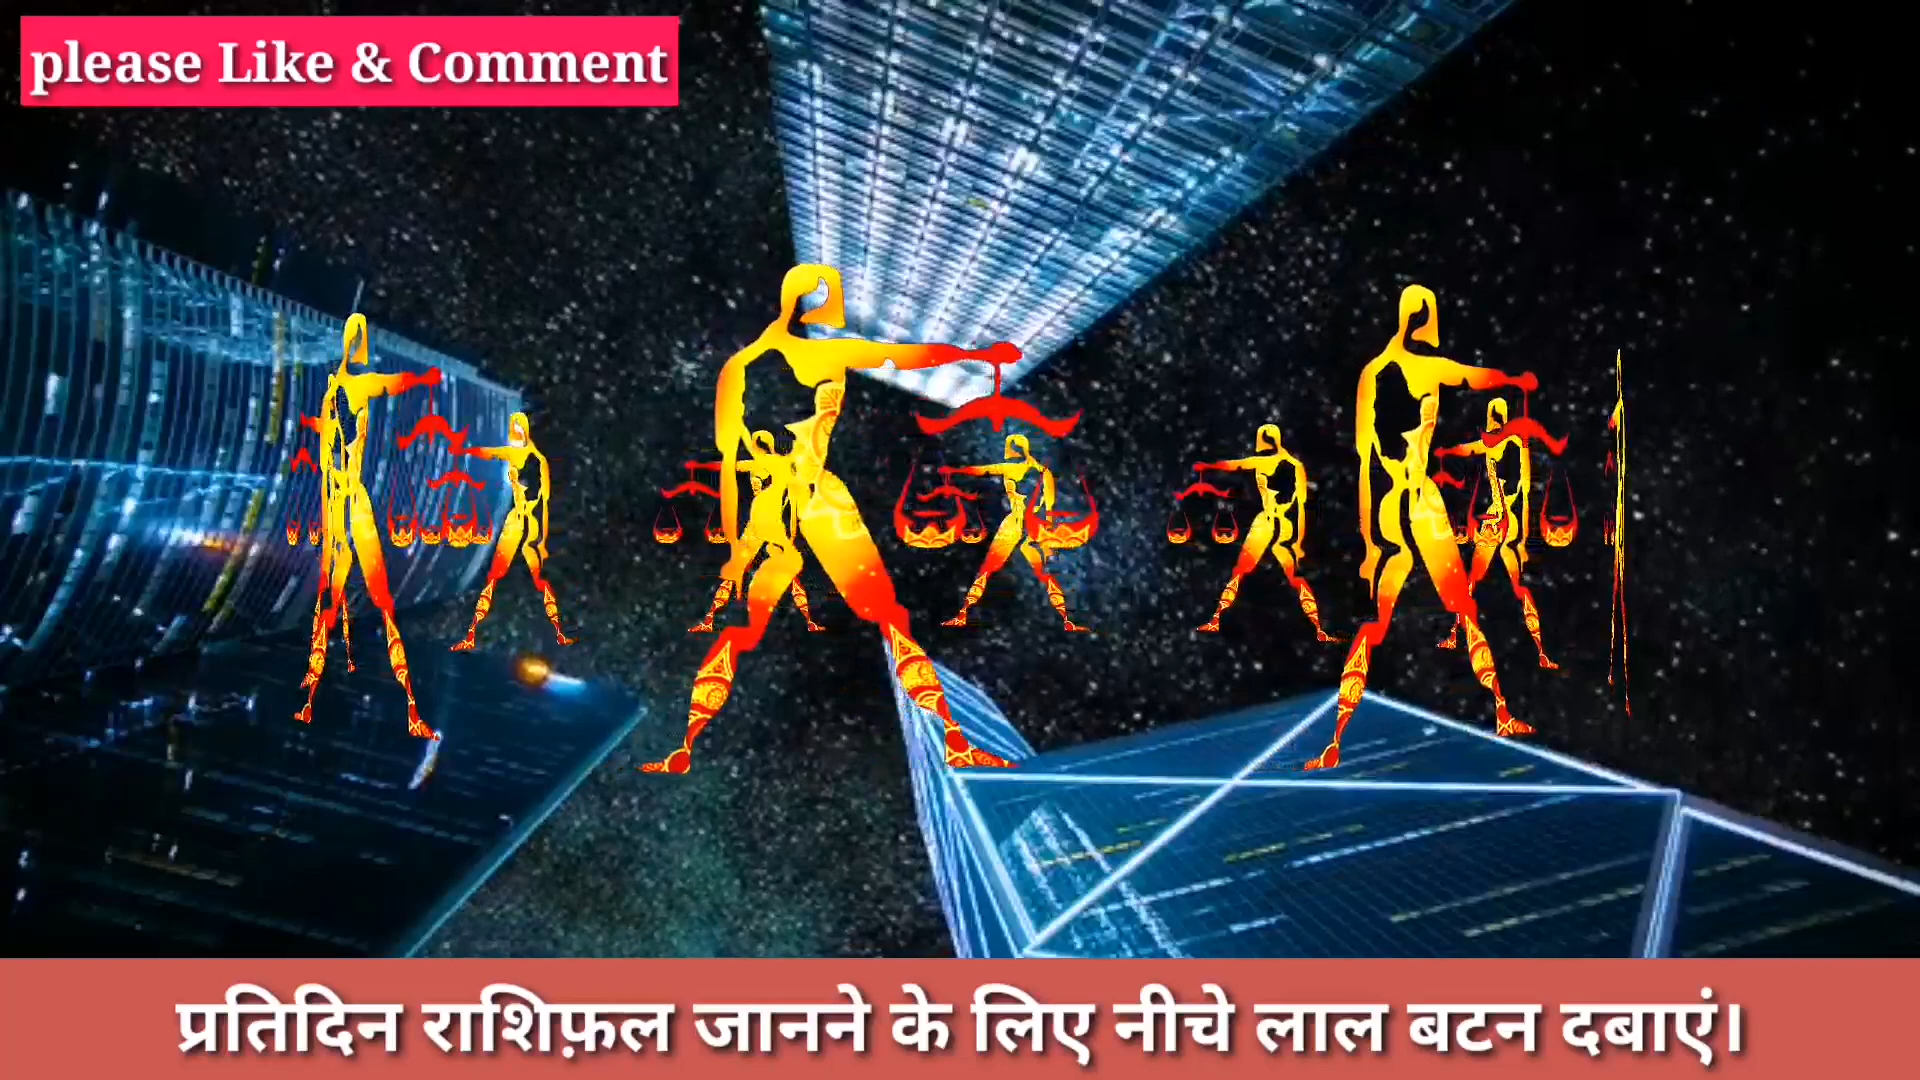 please Like & Comment
प्रतिदिन राशिफ़ल जानने के लिए नीचे लाल बटन दबाएं।